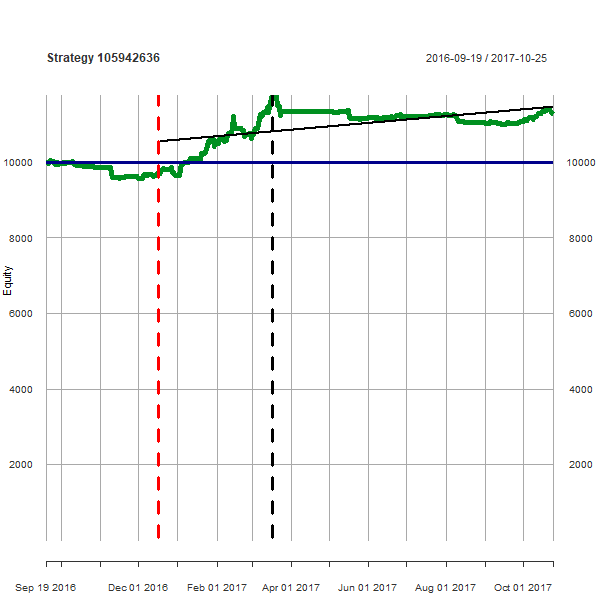 Strategy 105942636
2016-09-19 / 2017-10-25
10000
10000
8000
8000
Equity
6000
6000
4000
4000
2000
2000
Sep 19 2016
Dec 01 2016
Feb 01 2017
Apr 01 2017
Jun 01 2017
Aug 01 2017
Oct 01 2017